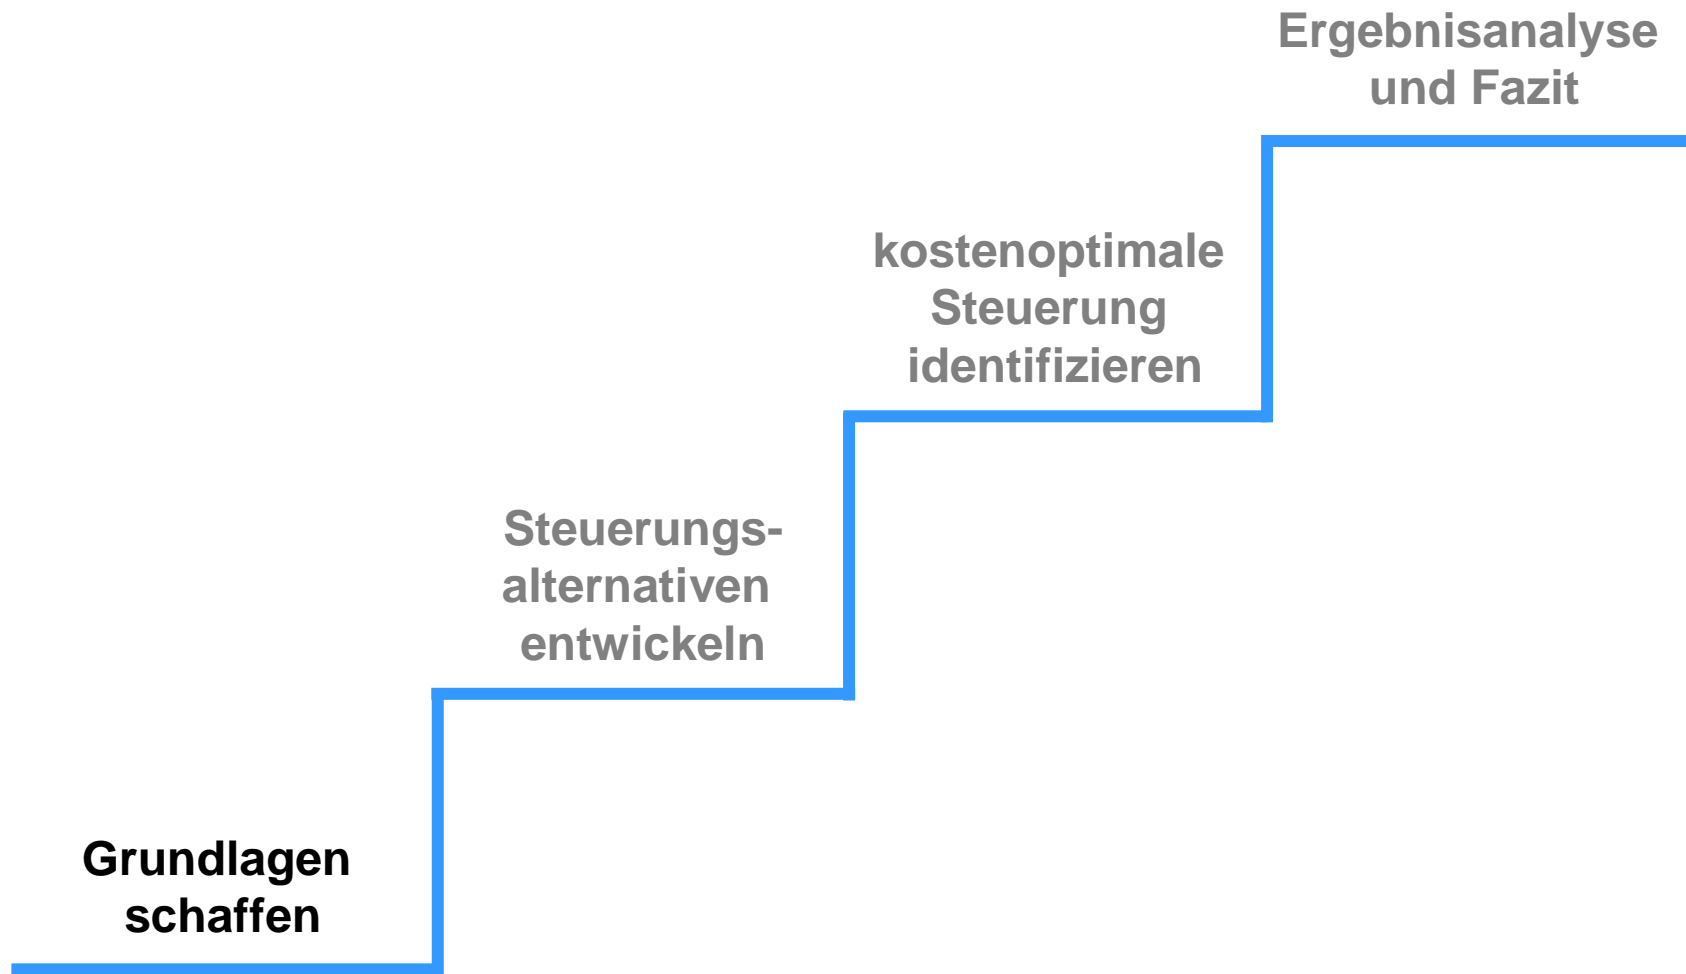 Ergebnisanalyse
und Fazit
kostenoptimale
Steuerung
identifizieren
Steuerungs-
alternativen
entwickeln
Grundlagen
schaffen